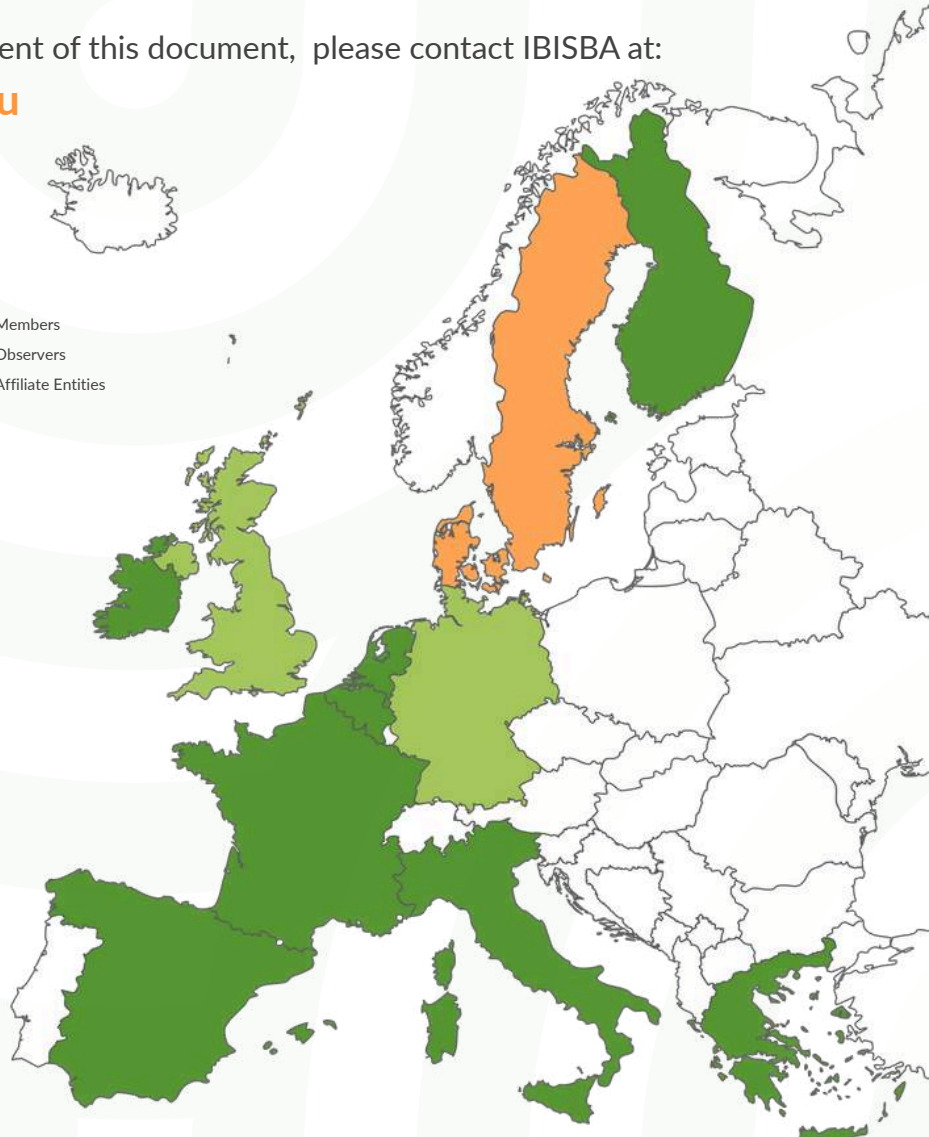 ent of this document, please contact IBISBA at:
u
Members
Observers
Affiliate Entities